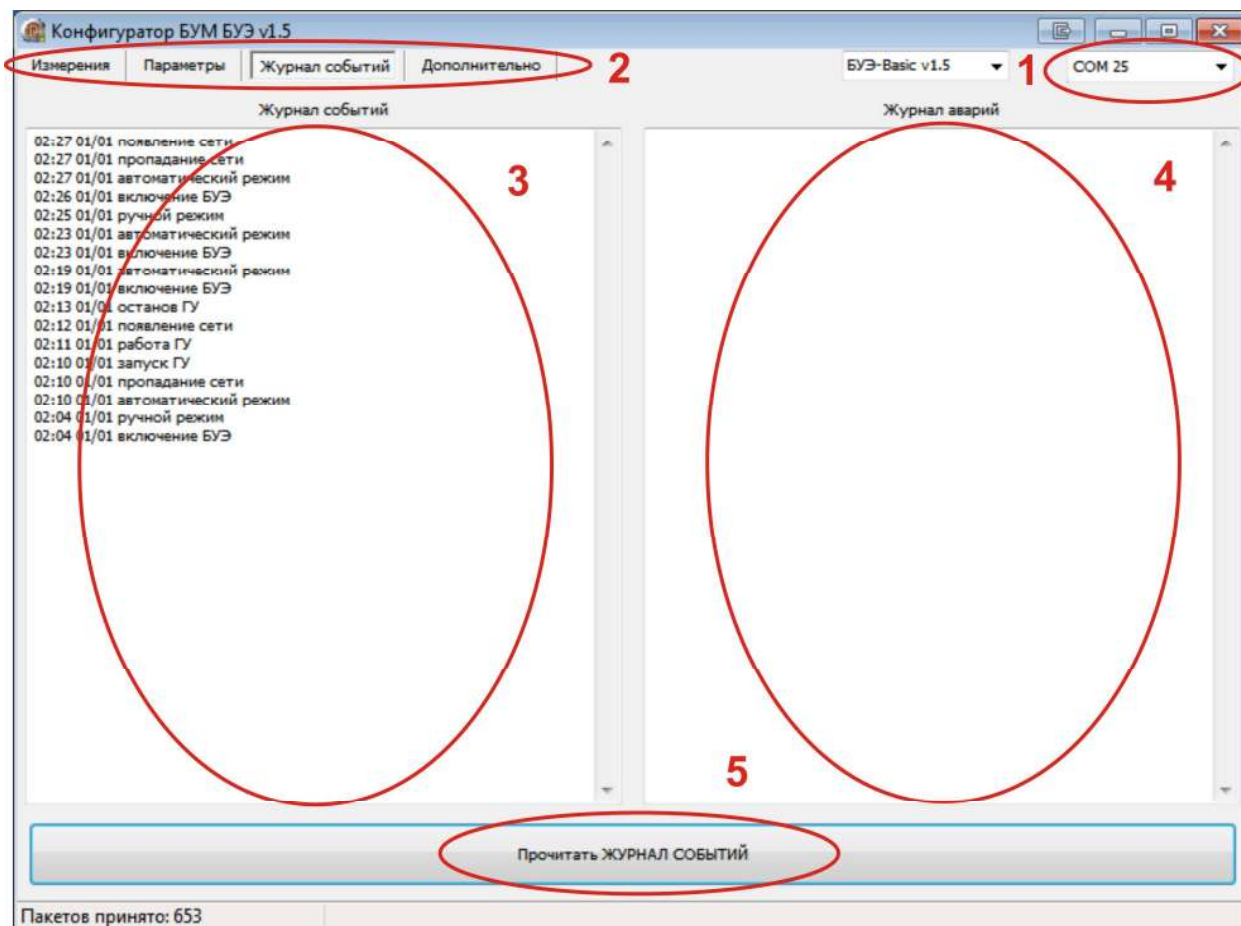 Конфигуратор БУМ БУЭ v1.5
Измерения Параметры Журнал событий Дополнительно 2 БУЭ-Basic v1.5 1 COM 25
Журнал событий Журнал аварий
02:27 01/01 появление сети
02:27 01/01 пропадание сети
02:27 01/01 автоматический режим
02:26 01/01 включение БУЭ
02:25 01/01 ручной режим
02:23 01/01 автоматический режим
02:23 01/01 включение БУЭ
02:19 01/01 автоматический режим
02:19 01/01 включение БУЭ
02:13 01/01 останов ГУ
02:12 01/01 появление сети
02:11 01/01 работа ГУ
02:10 01/01 запуск ГУ
02:10 01/01 пропадание сети
02:10 01/01 автоматический режим
02:04 01/01 ручной режим
02:04 01/01 включение БУЭ
3
4
5
Прочитать ЖУРНАЛ СОБЫТИЙ
Пакетов принято: 653